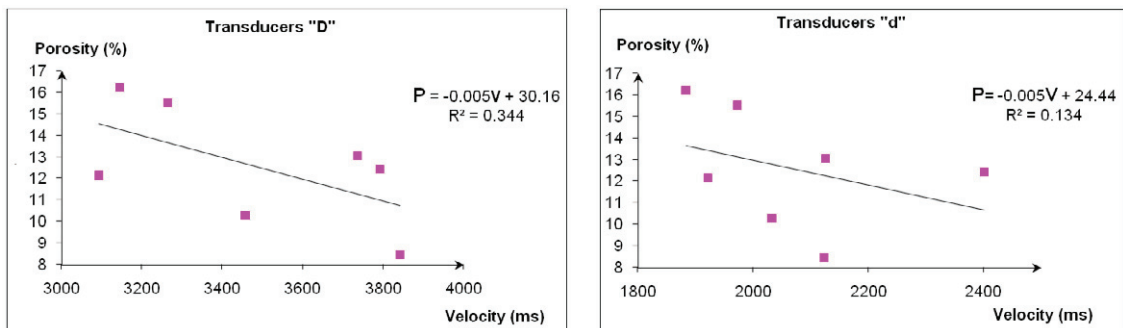 Transducers "D"
Porosity (%)
17
16
15
14
13
12
11
10
9
8
P = -0.005V + 30.16
R² = 0.344
3000 3200 3400 3600 3800 4000
Velocity (ms)
Transducers "d"
Porosity (%)
17
16
15
14
13
12
11
10
9
8
P= -0.005V + 24.44
R² = 0.134
1800 2000 2200 2400
Velocity (ms)